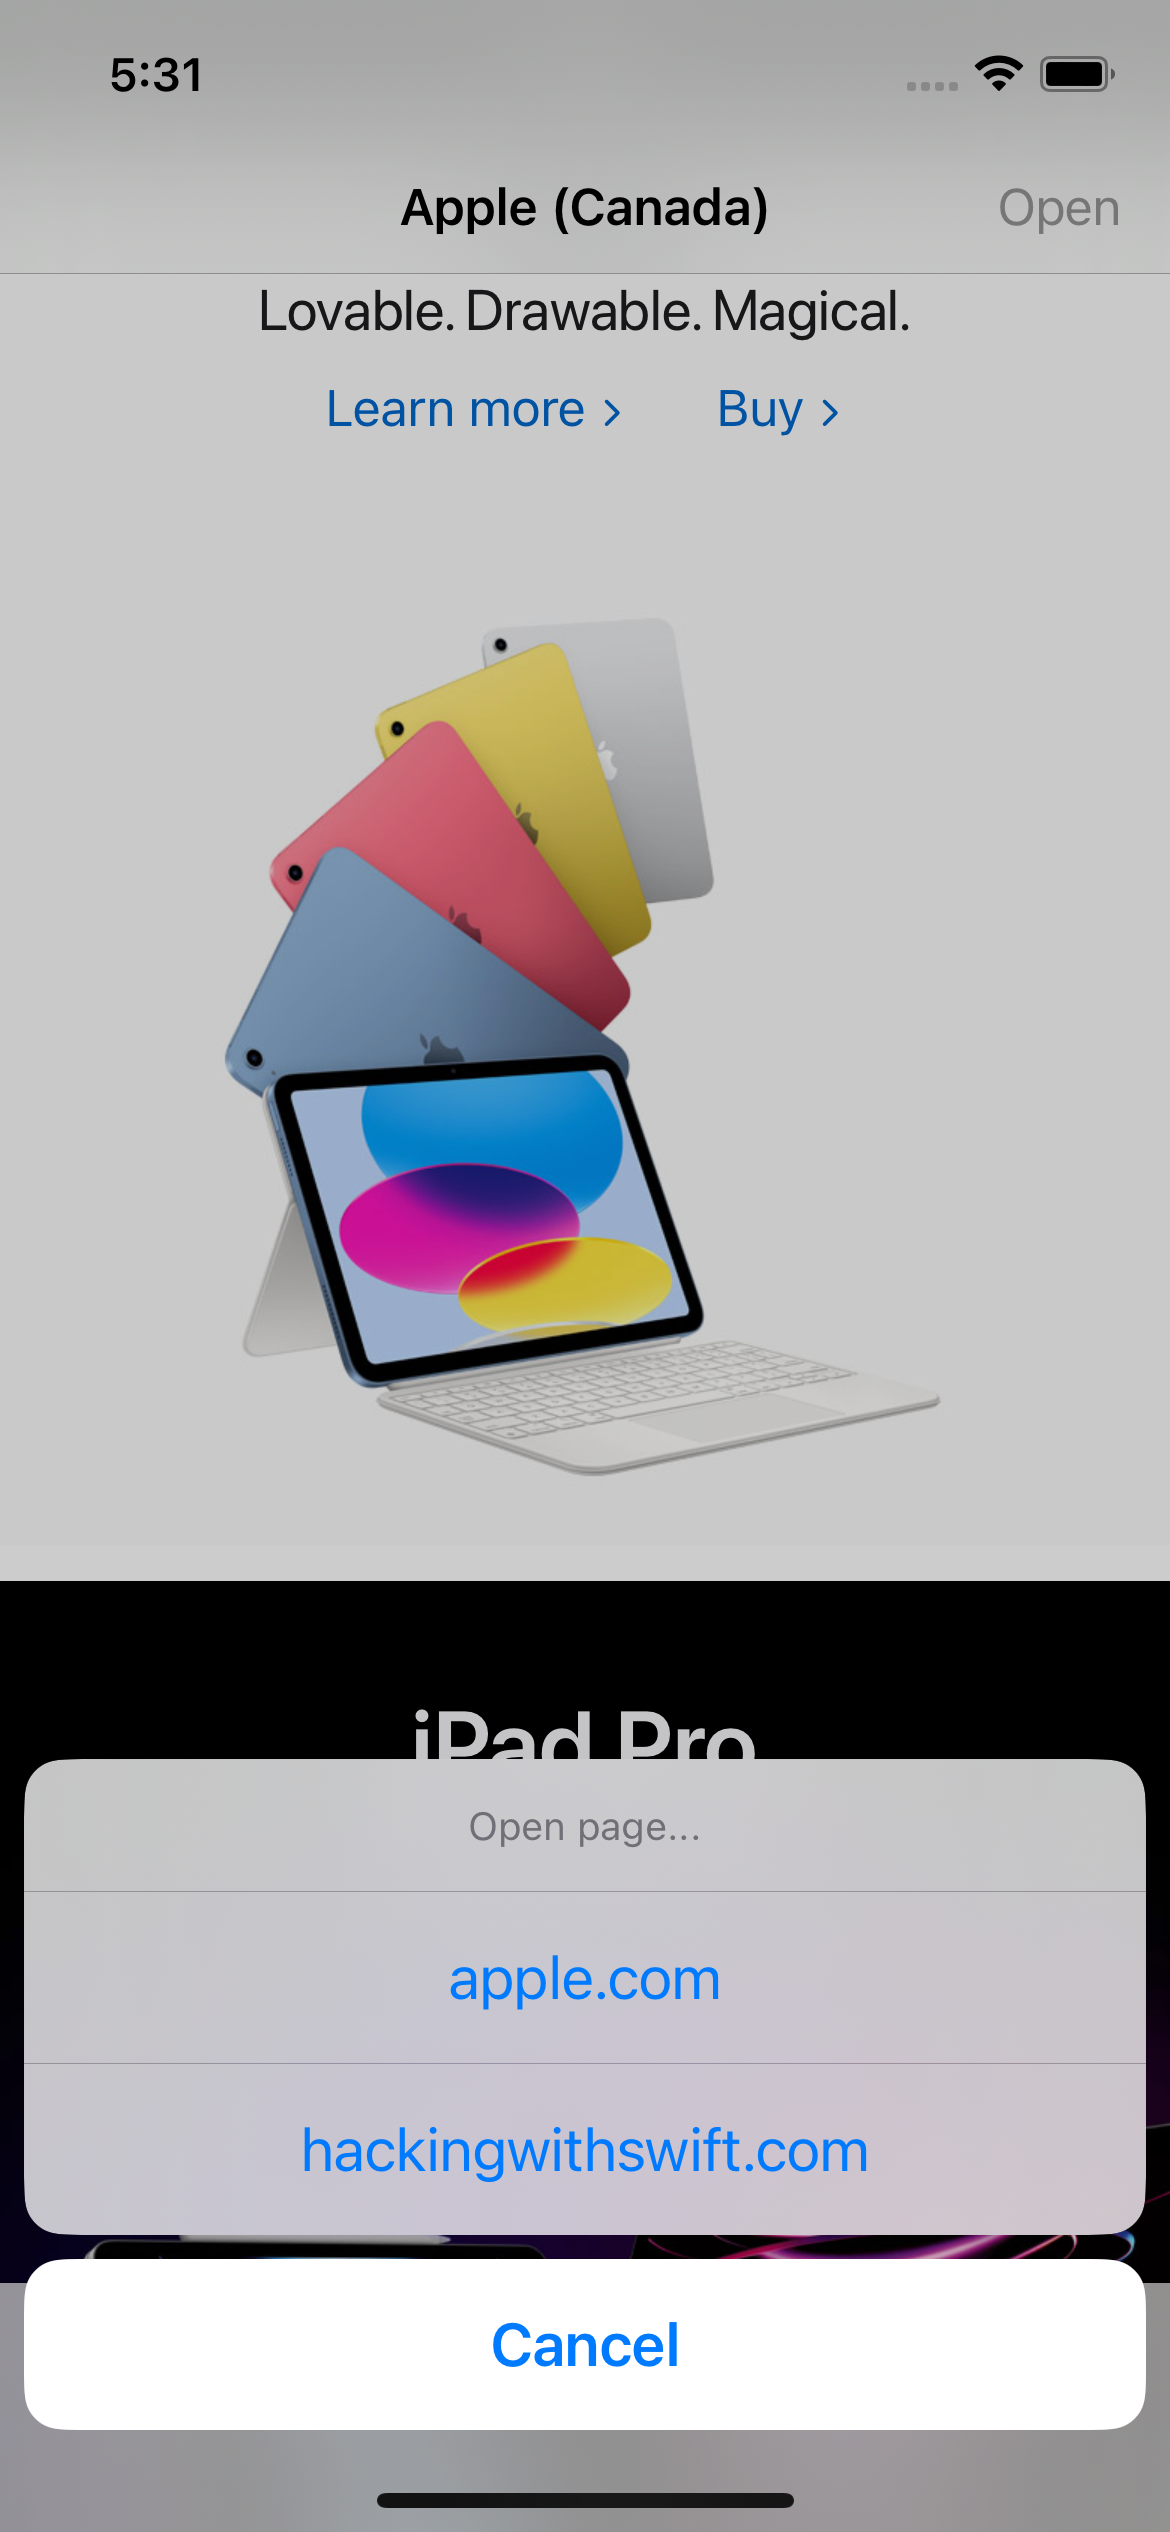 5:31
Apple (Canada)
Open
Lovable. Drawable. Magical.
Learn more > Buy >
iPad Pro
Open page...
apple.com
hackingwithswift.com
Cancel